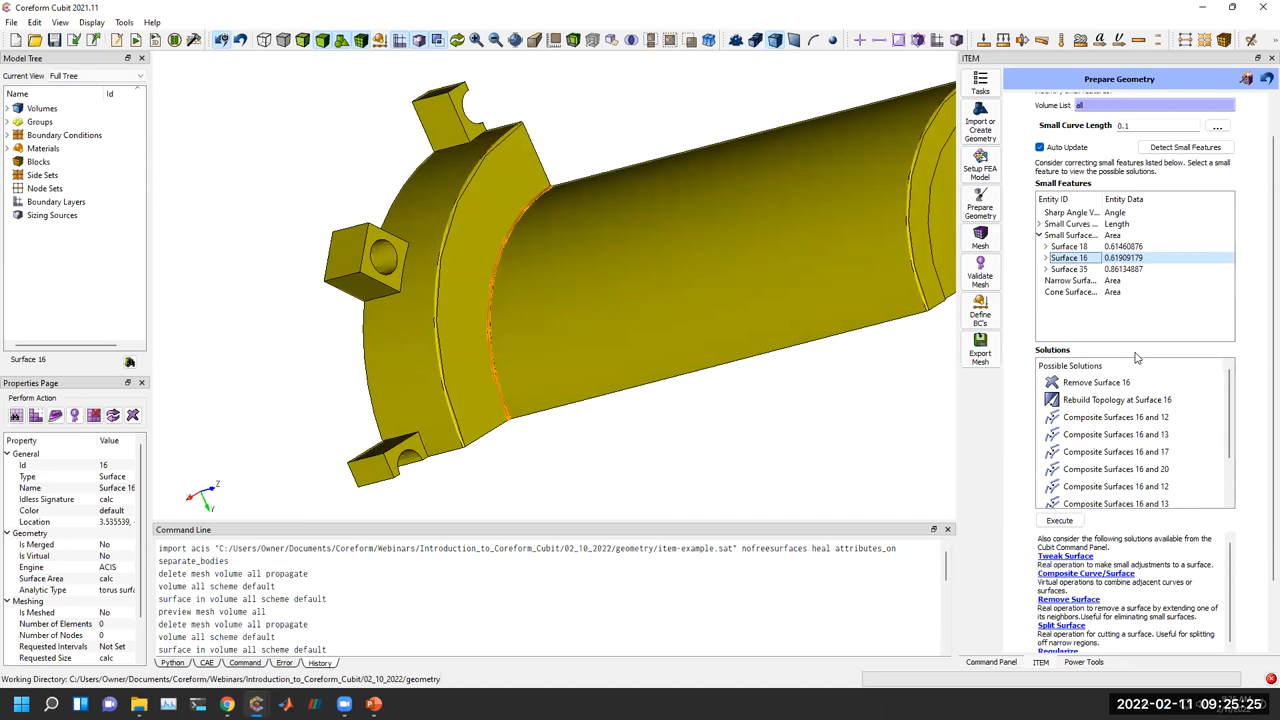 Coreform Cubit 2021.11
File Edit View Display Tools Help
Model Tree
Current View Full Tree
Name Id
Volumes
Groups
Boundary Conditions
Materials
Blocks
Side Sets
Node Sets
Boundary Layers
Sizing Sources
Surface 16
Properties Page
Perform Action
Property Value
General
Id 16
Type Surface
Name Surface 16
Idless Signature calc
Color default
Location 3.535539, -
Geometry
Is Merged No
Is Virtual No
Engine ACIS
Surface Area calc
Analytic Type torus surfa
Meshing
Is Meshed No
Number of Elements 0
Number of Nodes 0
Requested Intervals Not Set
Requested Size calc
Z
Y
Command Line
import acis "C:/Users/Owner/Documents/Coreform/Webinars/Introduction_to_Coreform_Cubit/02_10_2022/geometry/item-example.sat" nofreesurfaces heal attributes_on
separate_bodies
delete mesh volume all propagate
volume all scheme default
surface in volume all scheme default
preview mesh volume all
delete mesh volume all propagate
volume all scheme default
surface in volume all scheme default
Python CAE Command Error History
ITEM
Tasks
Import or Create Geometry
Setup FEA Model
Prepare Geometry
Mesh
Validate Mesh
Define BC's
Export Mesh
Prepare Geometry
Volume List all
Small Curve Length 0.1 ...
Auto Update Detect Small Features
Consider correcting small features listed below. Select a small
feature to view the possible solutions.
Small Features
Entity ID Entity Data
Sharp Angle V... Angle
Small Curves ... Length
Small Surface... Area
Surface 18 0.61460876
Surface 16 0.61909179
Surface 35 0.86134887
Narrow Surfa... Area
Cone Surface... Area
Solutions
Possible Solutions
Remove Surface 16
Rebuild Topology at Surface 16
Composite Surfaces 16 and 12
Composite Surfaces 16 and 13
Composite Surfaces 16 and 17
Composite Surfaces 16 and 20
Composite Surfaces 16 and 12
Composite Surfaces 16 and 13
Execute
Also consider the following solutions available from the
Cubit Command Panel.
Tweak Surface
Real operation to make small adjustments to a surface.
Composite Curve/Surface
Virtual operations to combine adjacent curves or
surfaces.
Remove Surface
Real operation to remove a surface by extending one of
its neighbors.Useful for eliminating small surfaces.
Split Surface
Real operation for cutting a surface. Useful for splitting
off narrow regions.
Regularize
Command Panel ITEM Power Tools
Working Directory: C:/Users/Owner/Documents/Coreform/Webinars/Introduction_to_Coreform_Cubit/02_10_2022/geometry
2022-02-11 09:25:25